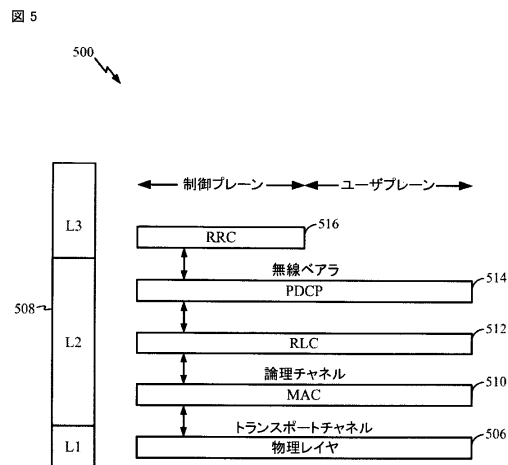 図 5
500
制御プレーン
ユーザプレーン
L3
516
RRC
無線ベアラ
514
PDCP
508
L2
512
RLC
論理チャネル
510
MAC
トランスポートチャネル
506
L1
物理レイヤ